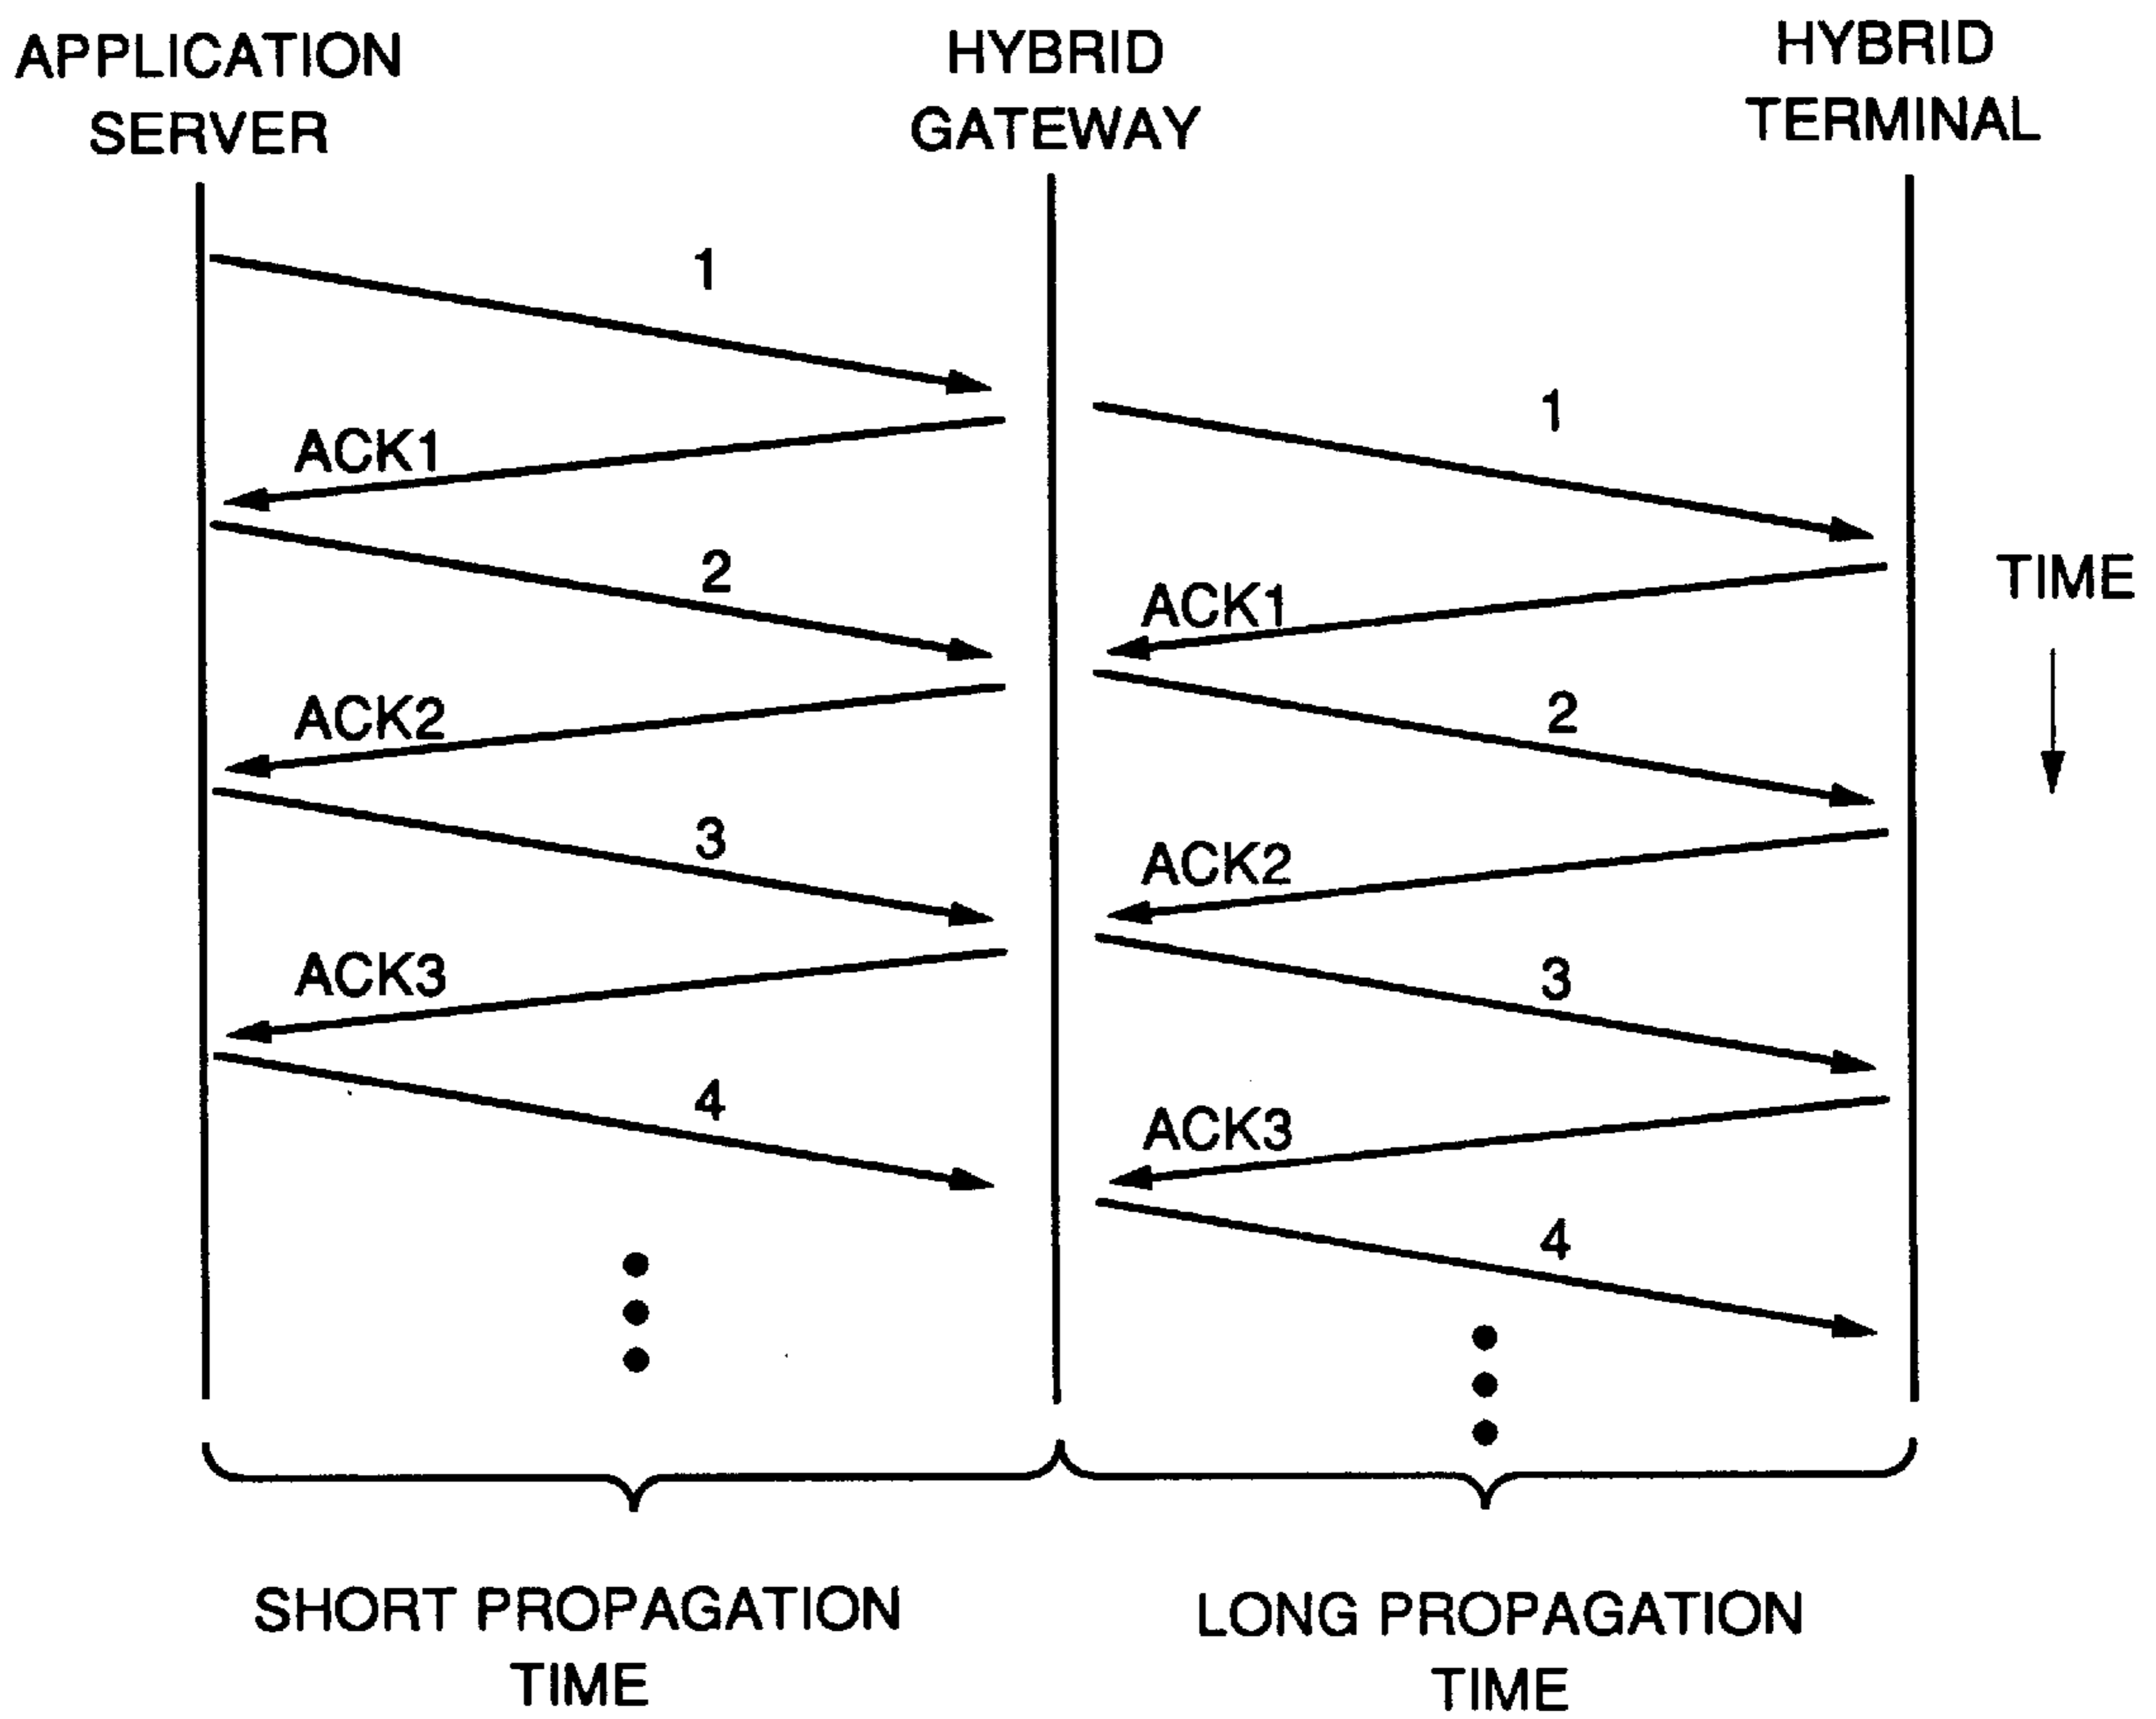 APPLICATION
SERVER
HYBRID
GATEWAY
HYBRID
TERMINAL
1
1
ACK1
2
ACK1
TIME
ACK2
2
3
ACK2
ACK3
3
4
ACK3
4
SHORT PROPAGATION
TIME
LONG PROPAGATION
TIME